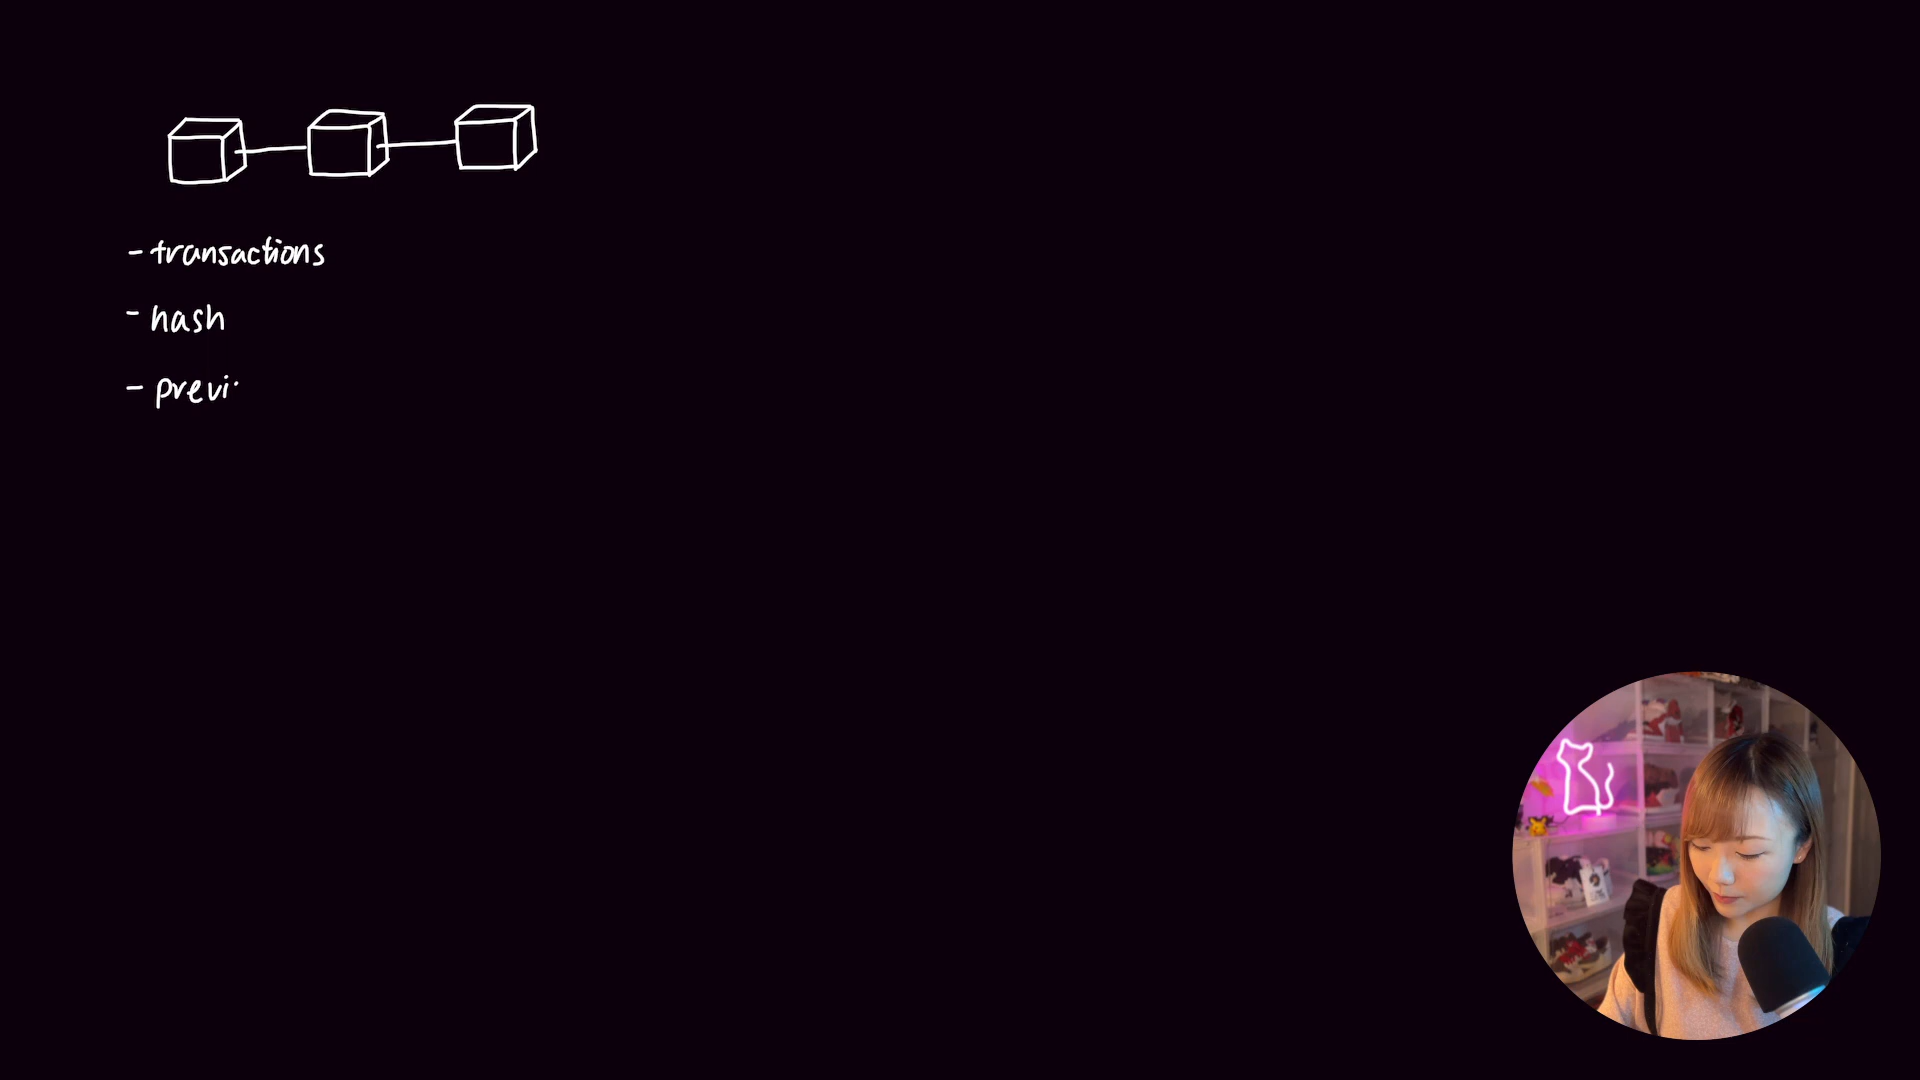 - transactions
- hash
- previ